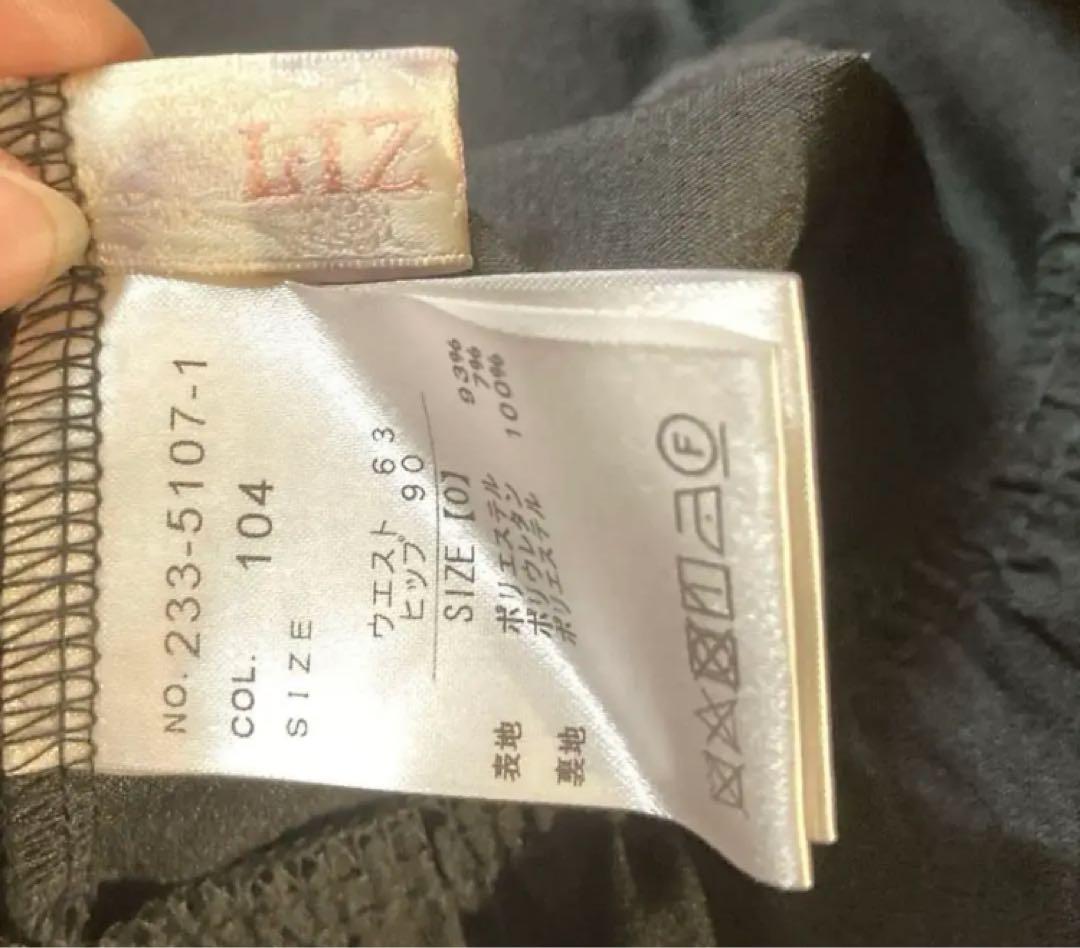 LIZ
NO.233-5107-1
COL. 104
SIZE
ウエスト 63
ヒップ 90
SIZE【0】
表地 ポリエステル 93%
ポリウレタン 7%
裏地 ポリエステル 100%
F